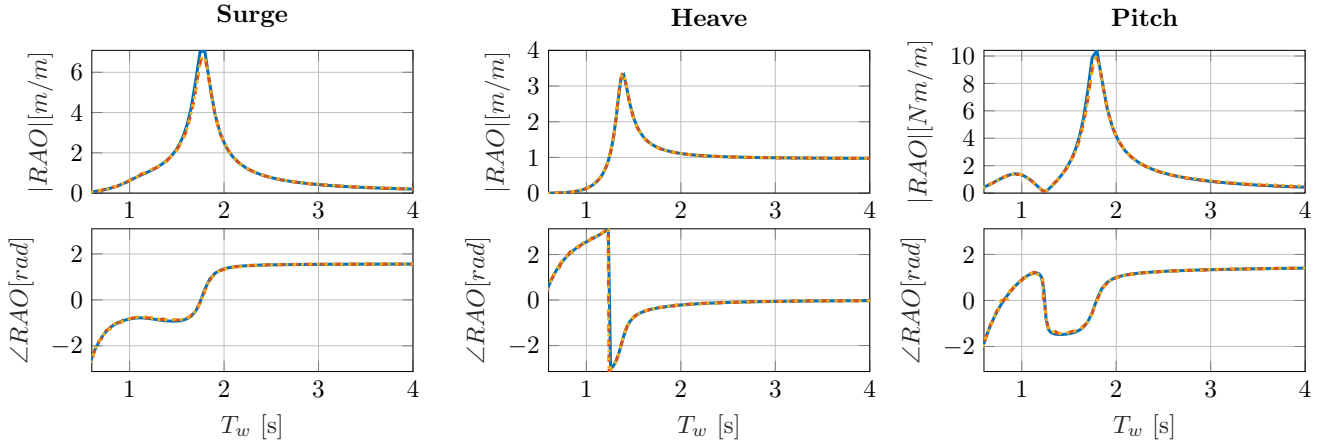 Surge Heave Pitch
|RAO|[m/m] |RAO|[m/m] |RAO|[Nm/m]
6 4 10
8
3
4 6
2
4
2
1
2
0 0 0
1 2 3 4 1 2 3 4 1 2 3 4
∠RAO[rad] ∠RAO[rad] ∠RAO[rad]
2 2 2
0 0 0
−2 −2 −2
1 2 3 4 1 2 3 4 1 2 3 4
T_w [s] T_w [s] T_w [s]